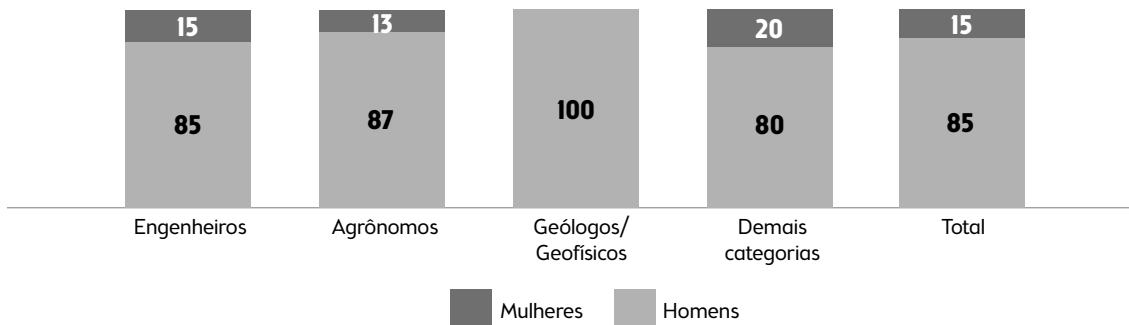 15 13 20 15
85 87 100 80 85
Engenheiros Agrônomos Geólogos/ Demais Total
Geofísicos categorias
Mulheres Homens